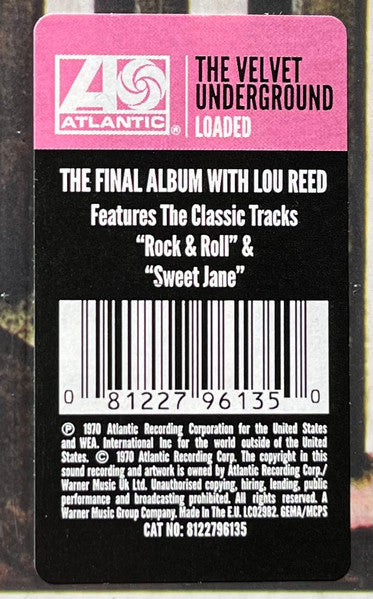 ATLANTIC®
THE VELVET
UNDERGROUND
LOADED
THE FINAL ALBUM WITH LOU REED
Features The Classic Tracks
“Rock & Roll” &
“Sweet Jane”
0 81227 96135 0
℗ 1970 Atlantic Recording Corporation for the United States
and WEA. International Inc for the world outside of the United
States. © 1970 Atlantic Recording Corp. The copyright in this
sound recording and artwork is owned by Atlantic Recording Corp./
Warner Music Uk Ltd. Unauthorised copying, hiring, lending, public
performance and broadcasting prohibited. All rights reserved. A
Warner Music Group Company. Made In The E.U. LC02982. GEMA/MCPS
CAT NO: 8122796135